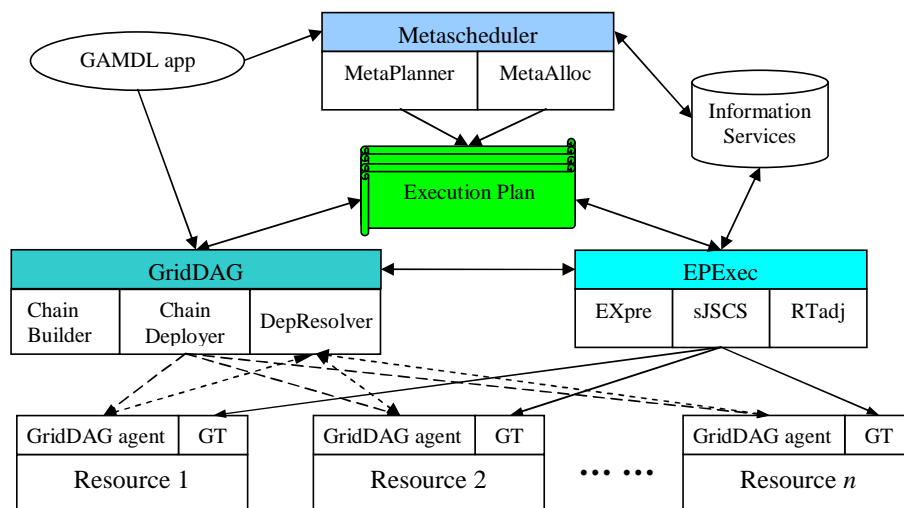 Metascheduler
GAMDL app
MetaPlanner
MetaAlloc
Information
Services
Execution Plan
GridDAG
EPExec
Chain
Builder
Chain
Deployer
DepResolver
EXpre
sJSCS
RTadj
GridDAG agent
GT
GridDAG agent
GT
GridDAG agent
GT
Resource 1
Resource 2
... ...
Resource n